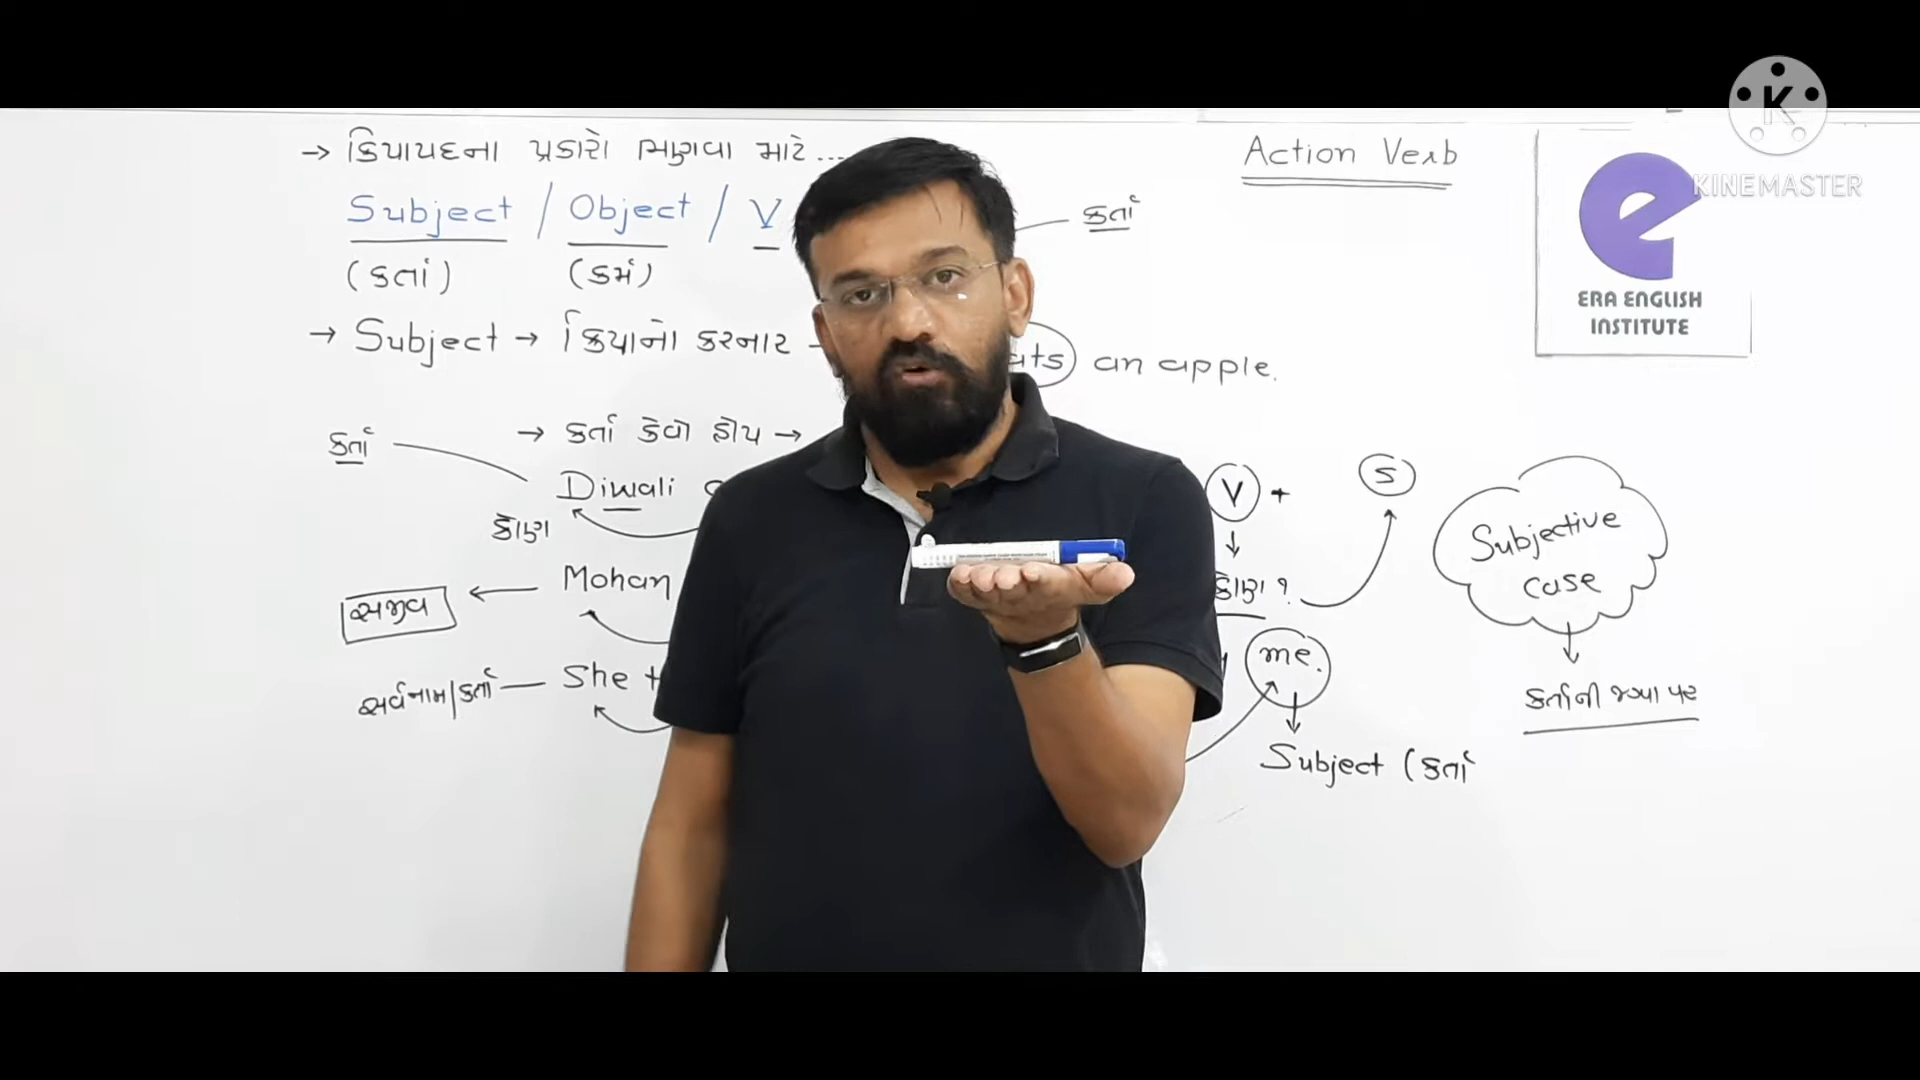 → ક્રિયાપદના પ્રકારો ભણવા માટે...
Action Verb
KINEMASTER
Subject / Object / V
કર્તા
(કર્તા) (કર્મ)
ERA ENGLISH
INSTITUTE
→ Subject → ક્રિયાનો કરનાર -
an apple.
→ કર્તા કેવો હોય →
કર્તા
Diwali
કોણ
V + S
Subjective
case
કોણ ?
Mohan
સજીવ
me.
She
સર્વનામ/કર્તા
કર્તાની જગ્યા પર
Subject (કર્તા